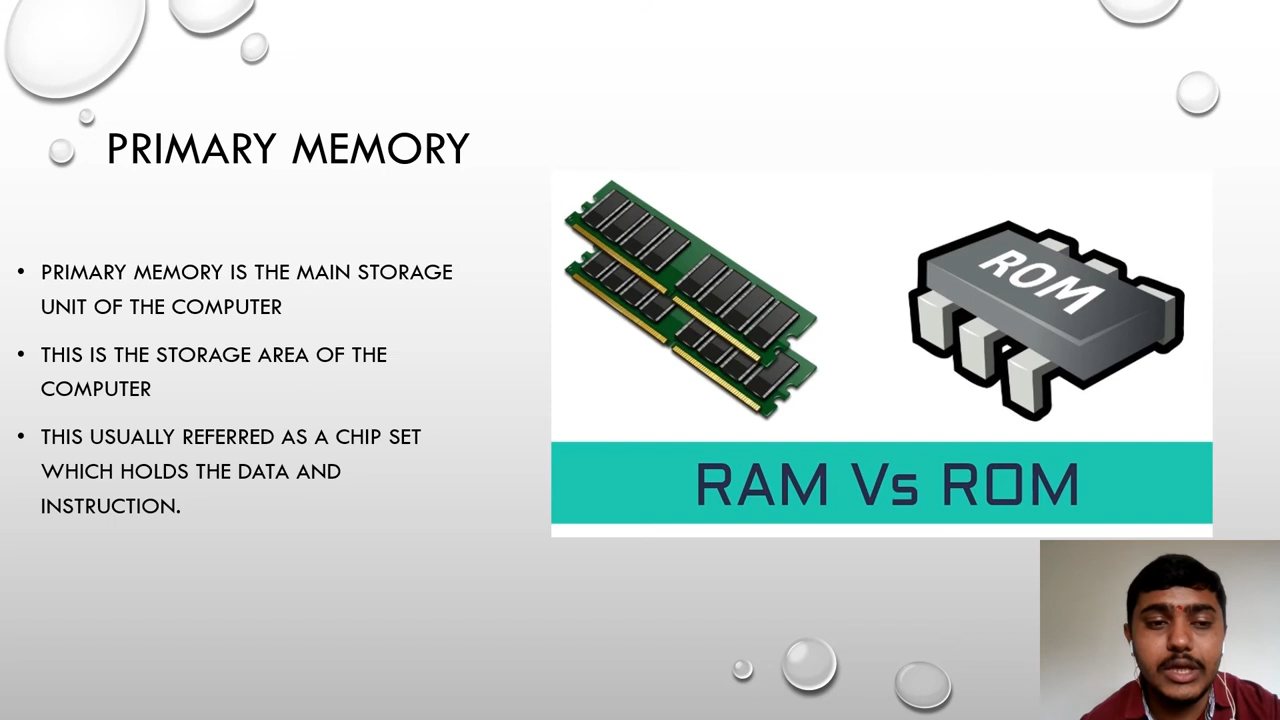 PRIMARY MEMORY
• PRIMARY MEMORY IS THE MAIN STORAGE
UNIT OF THE COMPUTER
• THIS IS THE STORAGE AREA OF THE
COMPUTER
• THIS USUALLY REFERRED AS A CHIP SET
WHICH HOLDS THE DATA AND
INSTRUCTION.
ROM
RAM Vs ROM